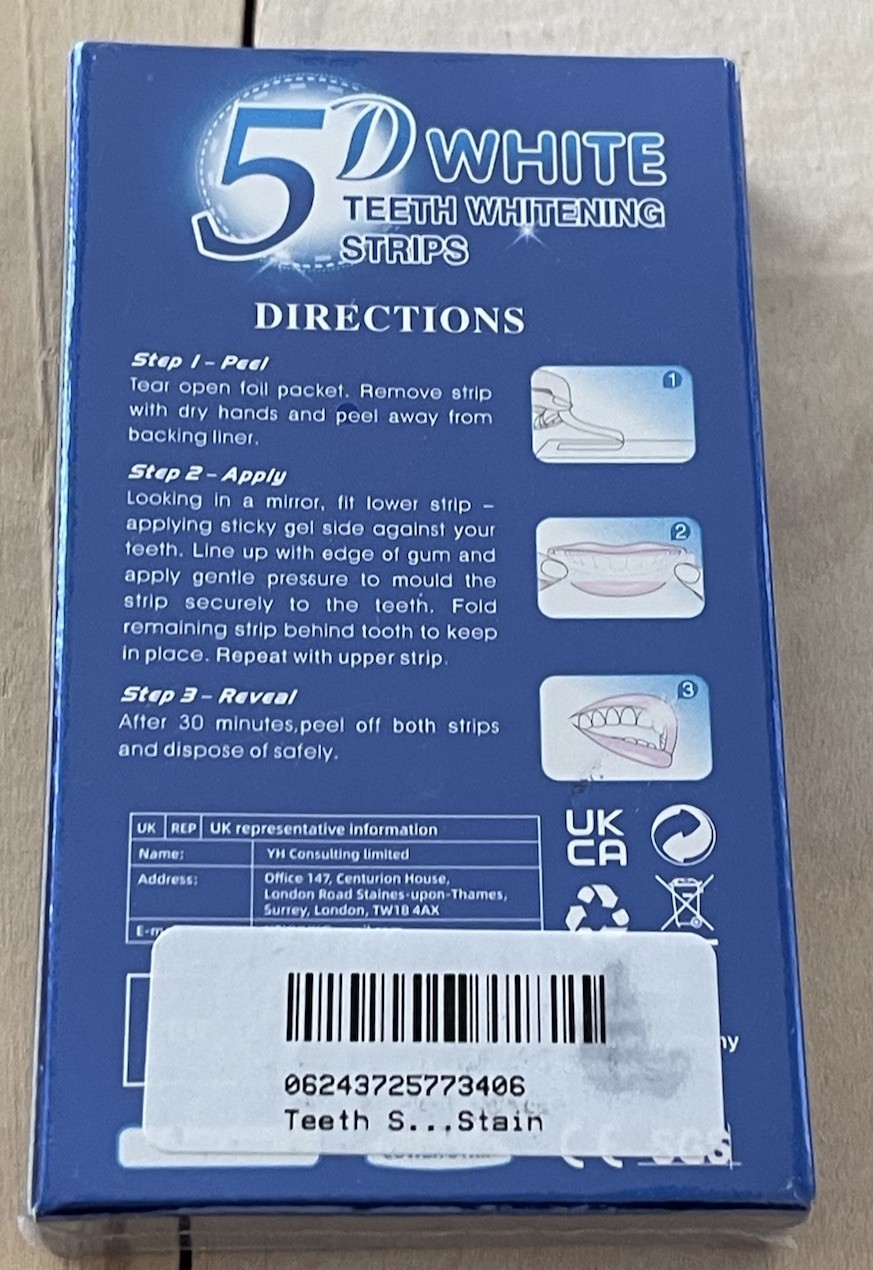 5D WHITE
TEETH WHITENING
STRIPS
DIRECTIONS
Step 1 - Peel
Tear open foil packet. Remove strip
with dry hands and peel away from
backing liner.
1
Step 2 - Apply
Looking in a mirror, fit lower strip –
applying sticky gel side against your
teeth. Line up with edge of gum and
apply gentle pressure to mould the
strip securely to the teeth. Fold
remaining strip behind tooth to keep
in place. Repeat with upper strip.
2
Step 3 - Reveal
After 30 minutes,peel off both strips
and dispose of safely.
3
UK REP UK representative information
Name: YH Consulting limited
Address: Office 147, Centurion House,
London Road Staines-upon-Thames,
Surrey, London, TW18 4AX
UK
CA
06243725773406
Teeth S...Stain
CE SGS